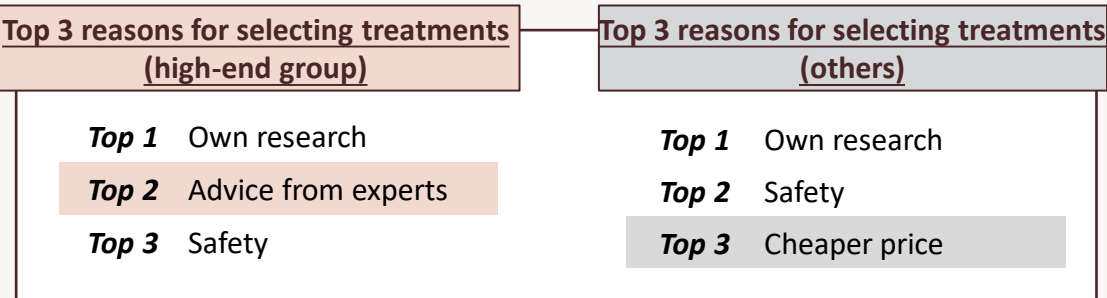 Top 3 reasons for selecting treatments
(high-end group)
Top 1 Own research
Top 2 Advice from experts
Top 3 Safety
Top 3 reasons for selecting treatments
(others)
Top 1 Own research
Top 2 Safety
Top 3 Cheaper price